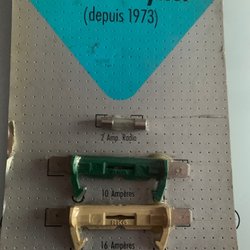 (depuis 1973)
2 Amp. Radio
10 Ampères
16 Ampères